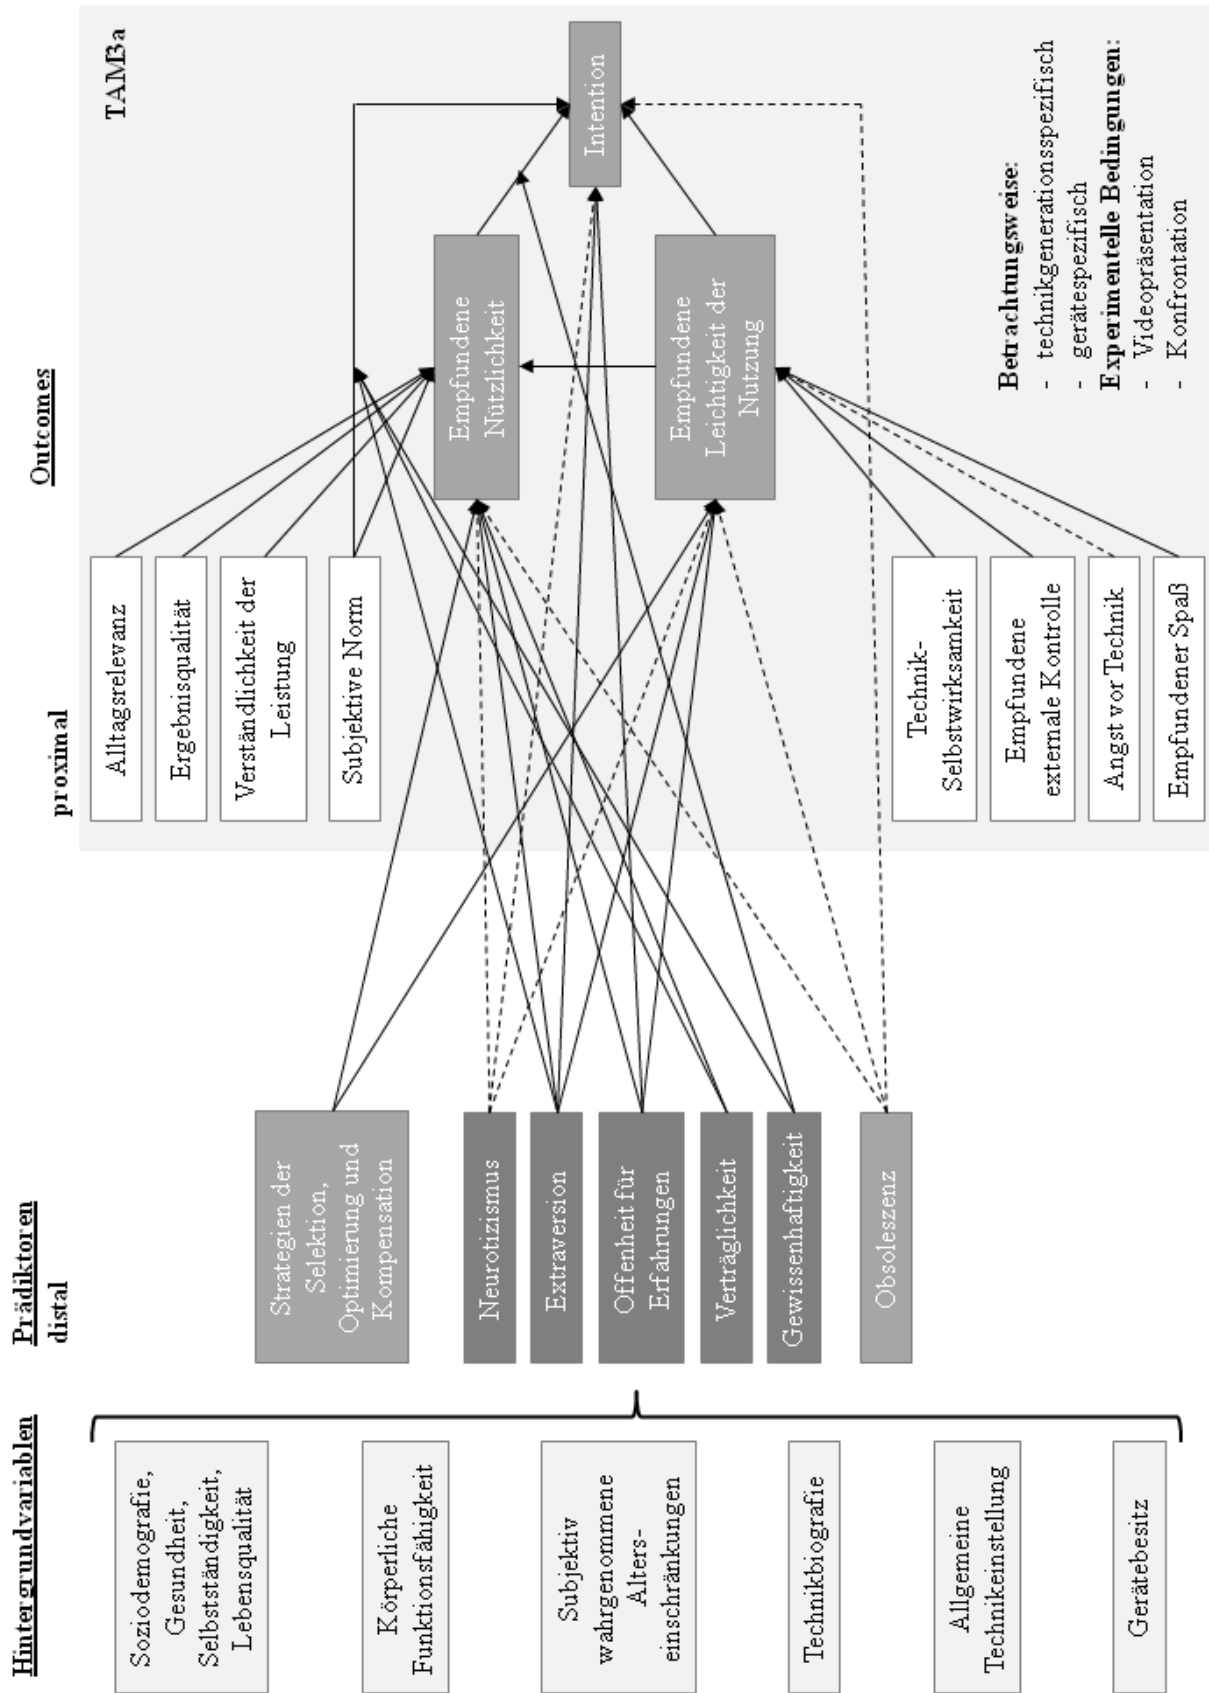 Hintergrundvariablen
Soziodemografie,
Gesundheit,
Selbstständigkeit,
Lebensqualität
Körperliche
Funktionsfähigkeit
Subjektiv
wahrgenommene
Alters-
einschränkungen
Technikbiografie
Allgemeine
Technikeinstellung
Gerätebesitz
Prädiktoren
distal
Strategien der
Selektion,
Optimierung und
Kompensation
Neurotizismus
Extraversion
Offenheit für
Erfahrungen
Verträglichkeit
Gewissenhaftigkeit
Obsoleszenz
proximal
Alltagsrelevanz
Ergebnisqualität
Verständlichkeit der
Leistung
Subjektive Norm
Technik-
Selbstwirksamkeit
Empfundene
externale Kontrolle
Angst vor Technik
Empfundener Spaß
Outcomes
Empfundene
Nützlichkeit
Empfundene
Leichtigkeit der
Nutzung
TAM3a
Intention
Betrachtungsweise:
- technikgenerationsspezifisch
- gerätespezifisch
Experimentelle Bedingungen:
- Videopräsentation
- Konfrontation